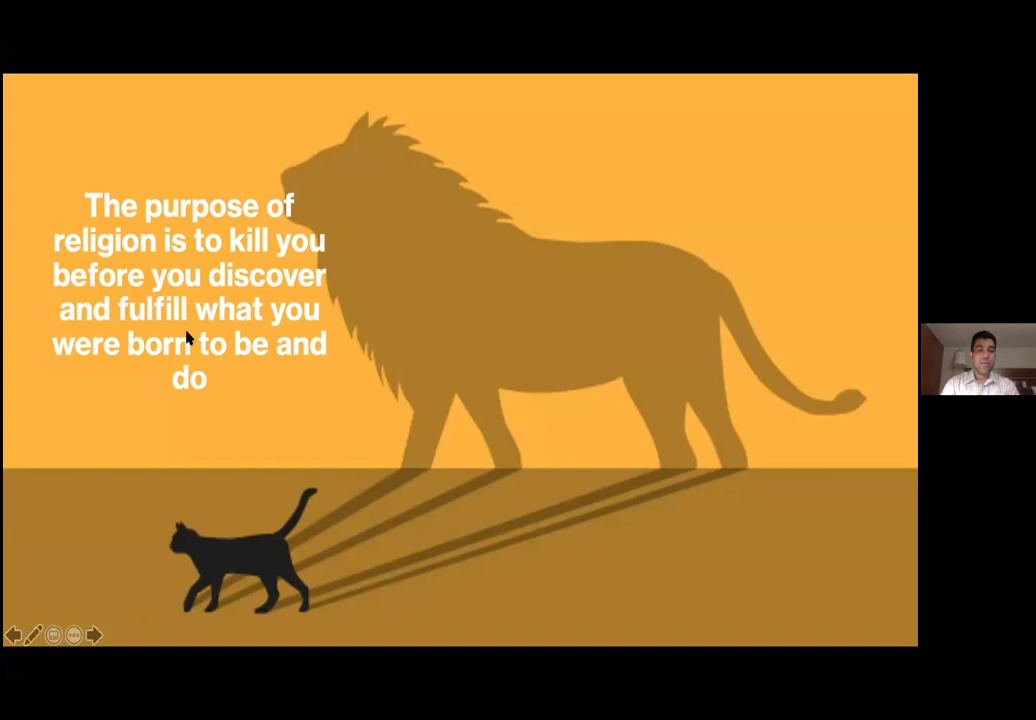 The purpose of
religion is to kill you
before you discover
and fulfill what you
were born to be and
do